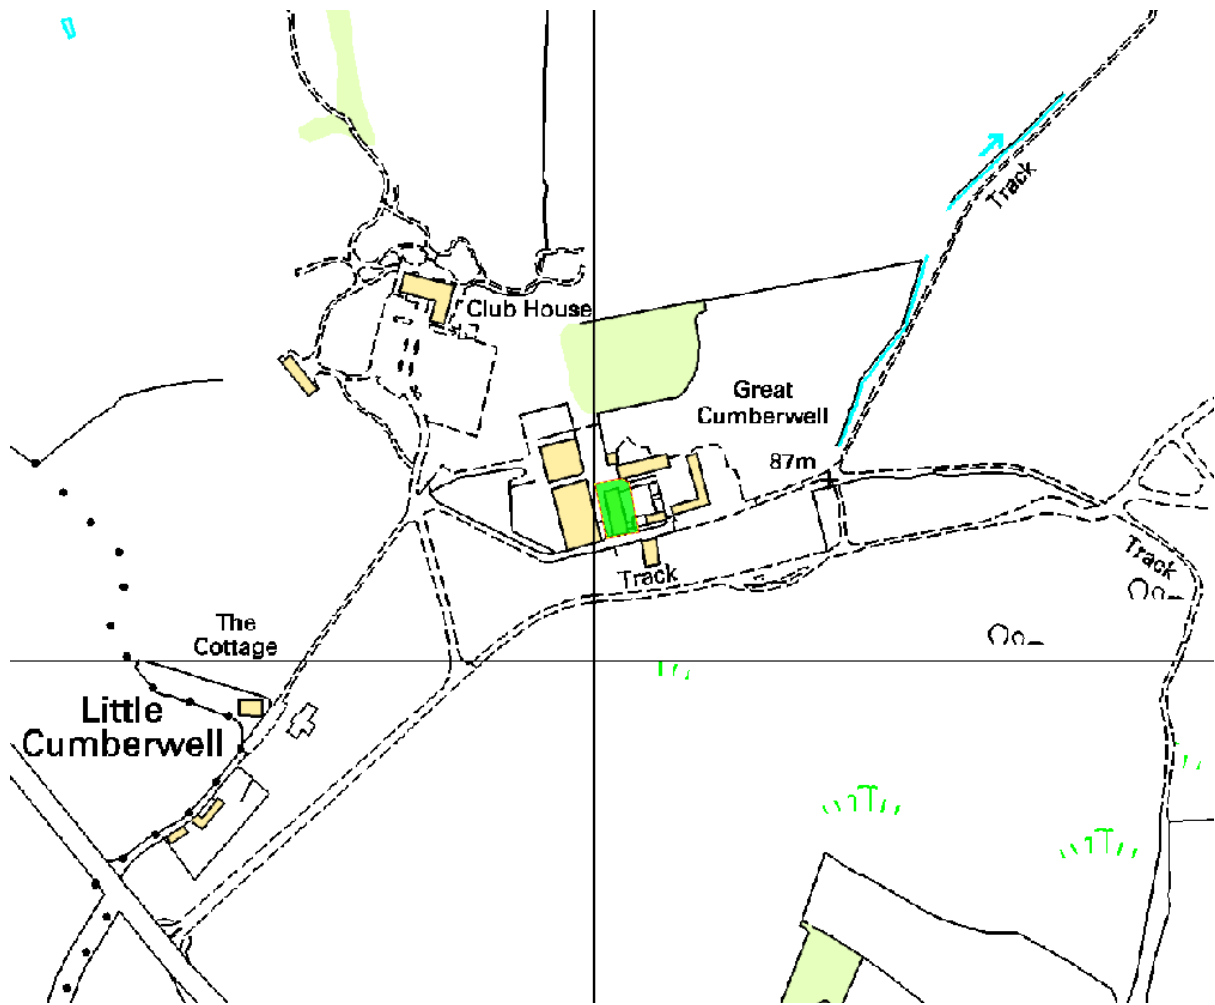 Track
Club House
Great
Cumberwell
87m
Track
Track
The
Cottage
Little
Cumberwell